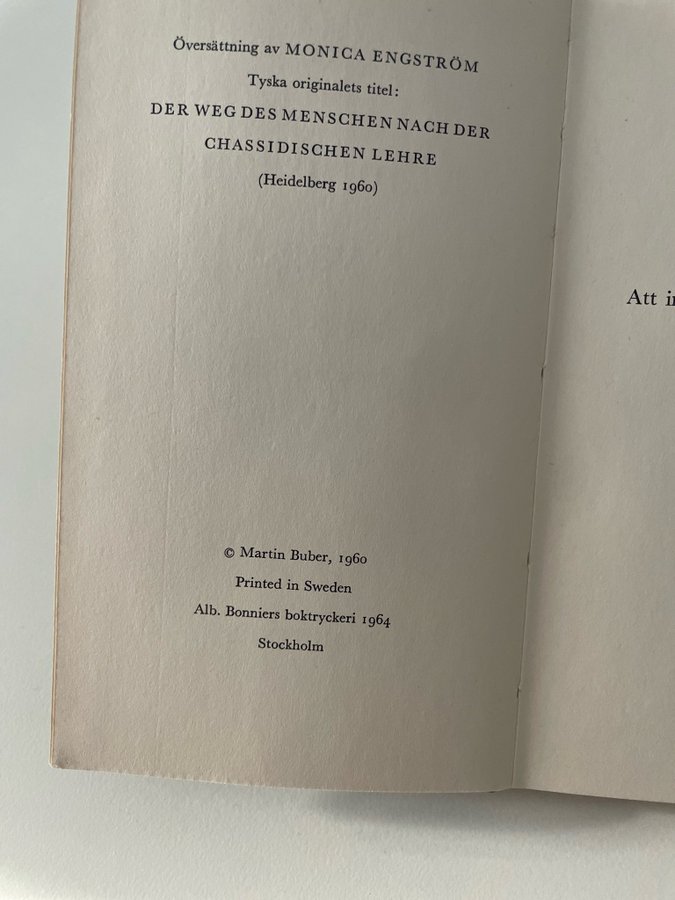 Översättning av MONICA ENGSTRÖM
Tyska originalets titel:
DER WEG DES MENSCHEN NACH DER
CHASSIDISCHEN LEHRE
(Heidelberg 1960)
© Martin Buber, 1960
Printed in Sweden
Alb. Bonniers boktryckeri 1964
Stockholm
Att